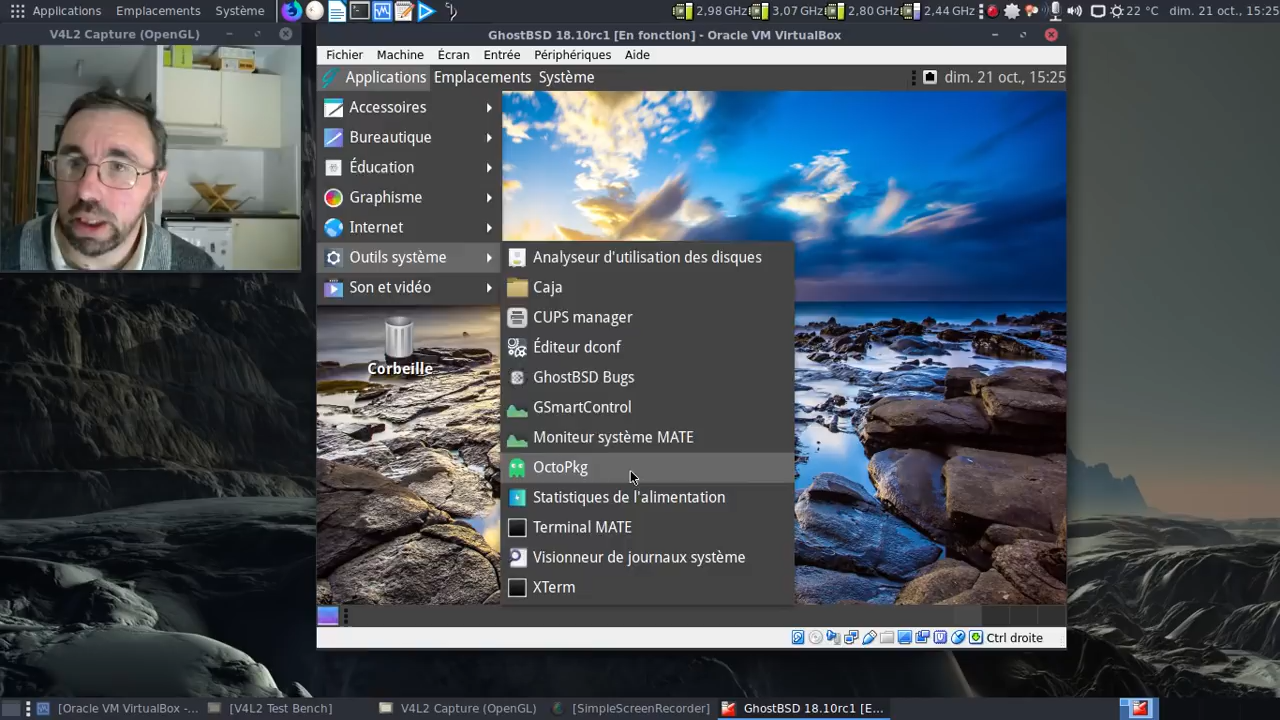 Applications Emplacements Système 2,98 GHz 3,07 GHz 2,80 GHz 2,44 GHz 22 °C dim. 21 oct., 15:25
V4L2 Capture (OpenGL)
GhostBSD 18.10rc1 [En fonction] - Oracle VM VirtualBox
Fichier Machine Écran Entrée Périphériques Aide
Applications Emplacements Système dim. 21 oct., 15:25
Accessoires
Bureautique
Éducation
Graphisme
Internet
Outils système
Son et vidéo
Analyseur d'utilisation des disques
Caja
CUPS manager
Éditeur dconf
GhostBSD Bugs
GSmartControl
Moniteur système MATE
OctoPkg
Statistiques de l'alimentation
Terminal MATE
Visionneur de journaux système
XTerm
Corbeille
Ctrl droite
[Oracle VM VirtualBox -... [V4L2 Test Bench] V4L2 Capture (OpenGL) [SimpleScreenRecorder] GhostBSD 18.10rc1 [E...